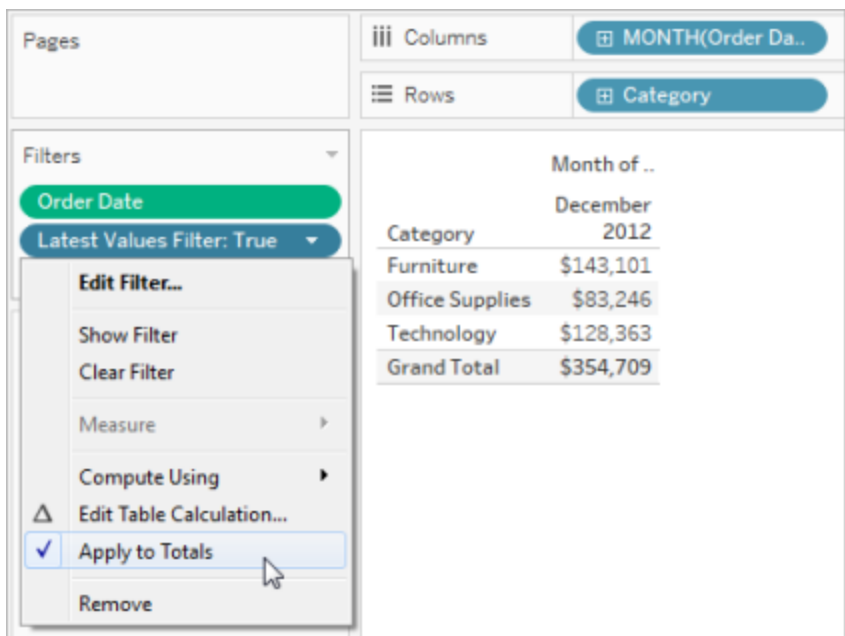 Pages
Columns
MONTH(Order Da..
Rows
Category
Filters
Order Date
Latest Values Filter: True
Edit Filter...
Show Filter
Clear Filter
Measure
Compute Using
Edit Table Calculation...
Apply to Totals
Remove
Month of ..
December
Category 2012
Furniture $143,101
Office Supplies $83,246
Technology $128,363
Grand Total $354,709